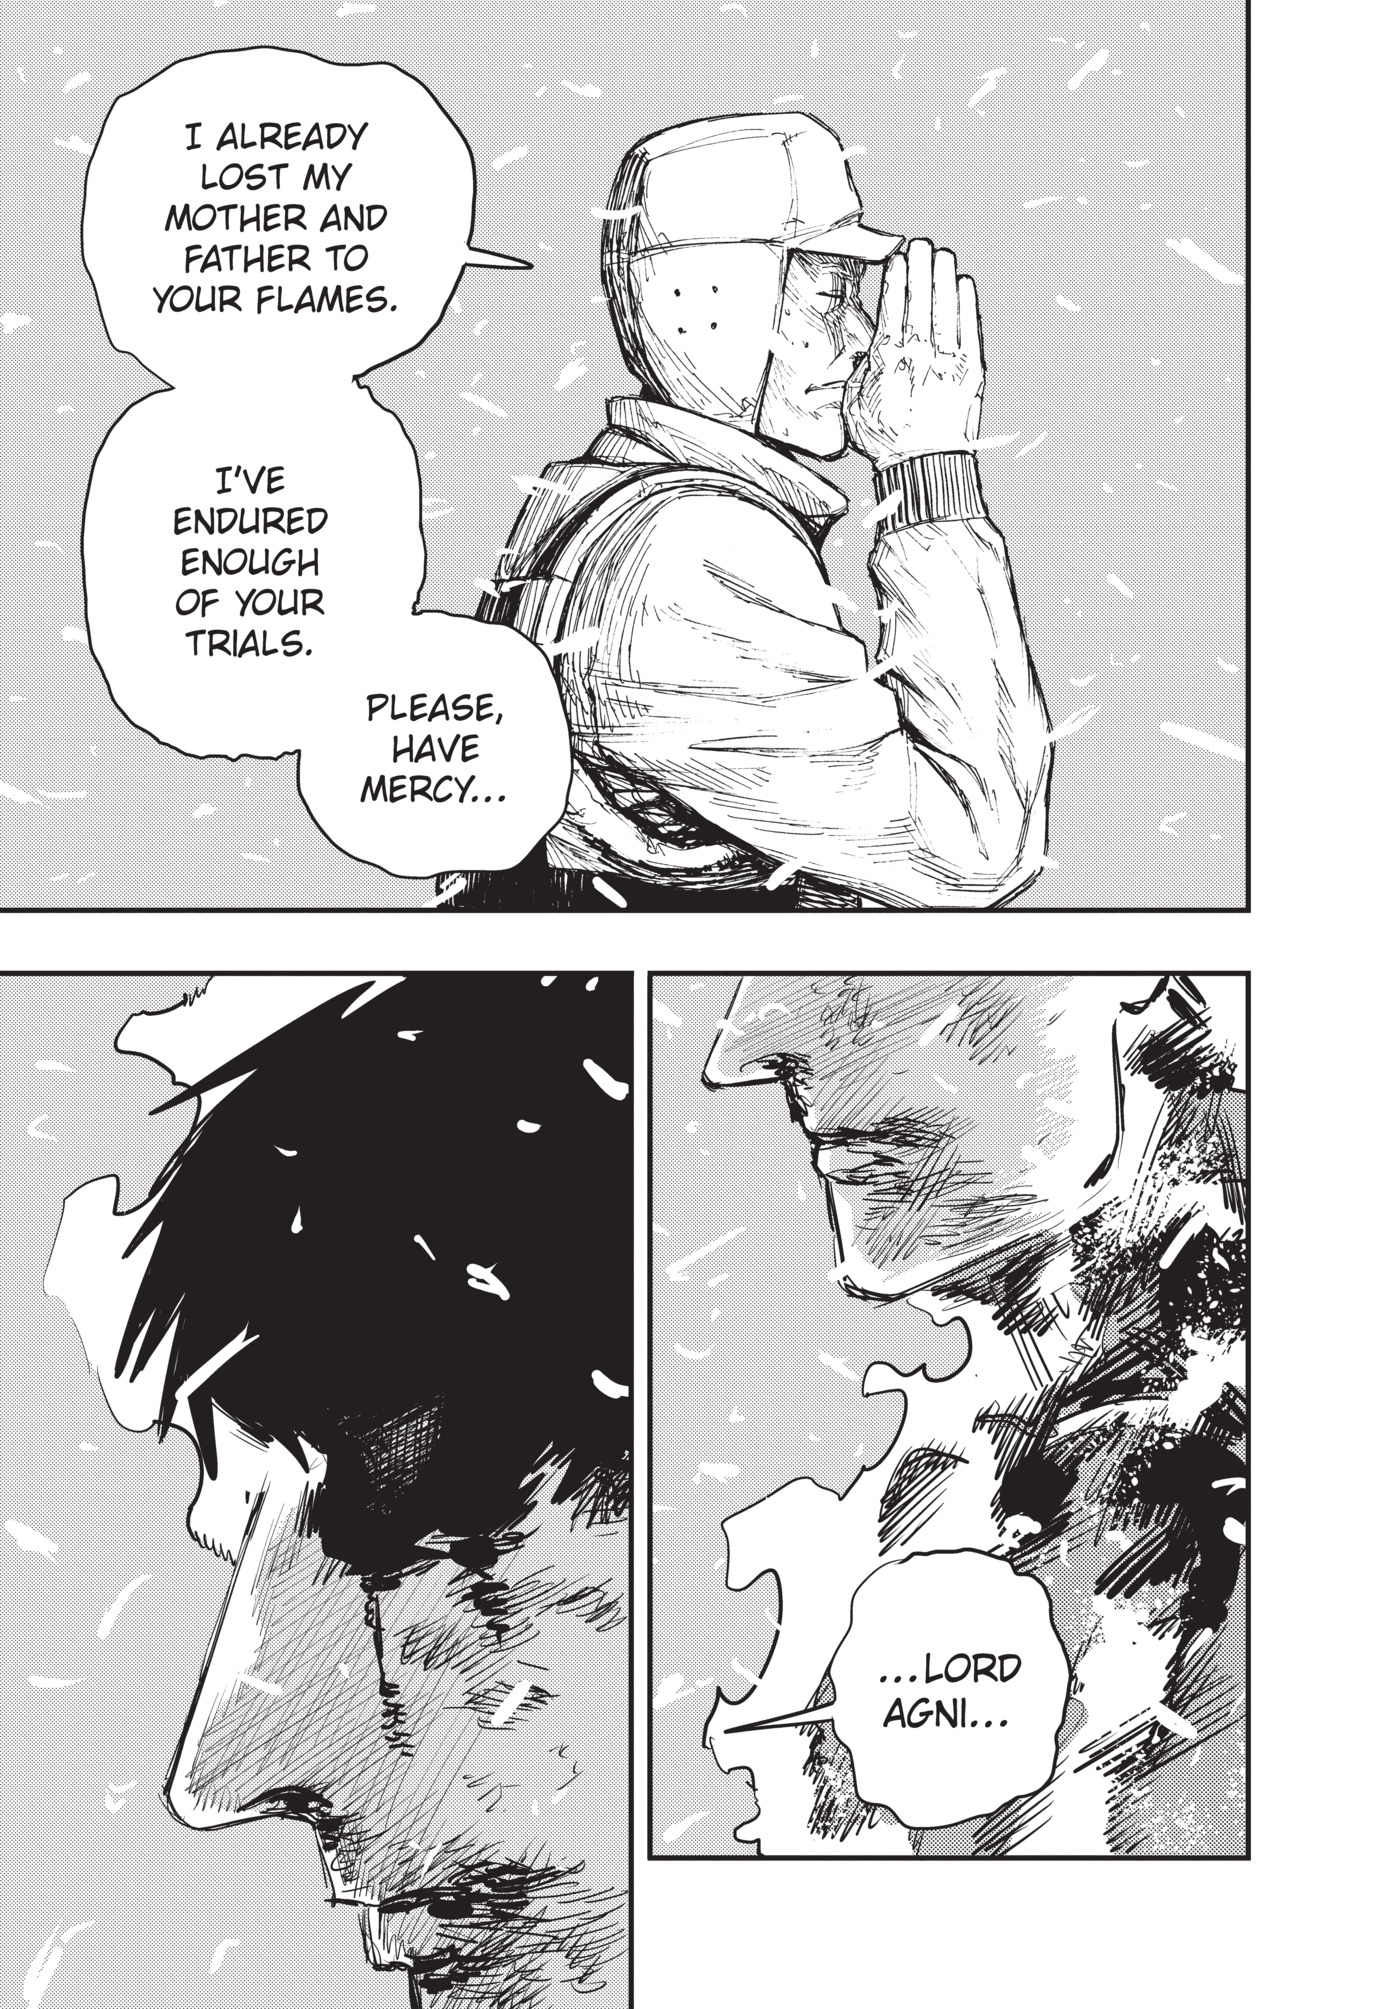 I ALREADY
LOST MY
MOTHER AND
FATHER TO
YOUR FLAMES.
I'VE
ENDURED
ENOUGH
OF YOUR
TRIALS.
PLEASE,
HAVE
MERCY...
...LORD
AGNI...